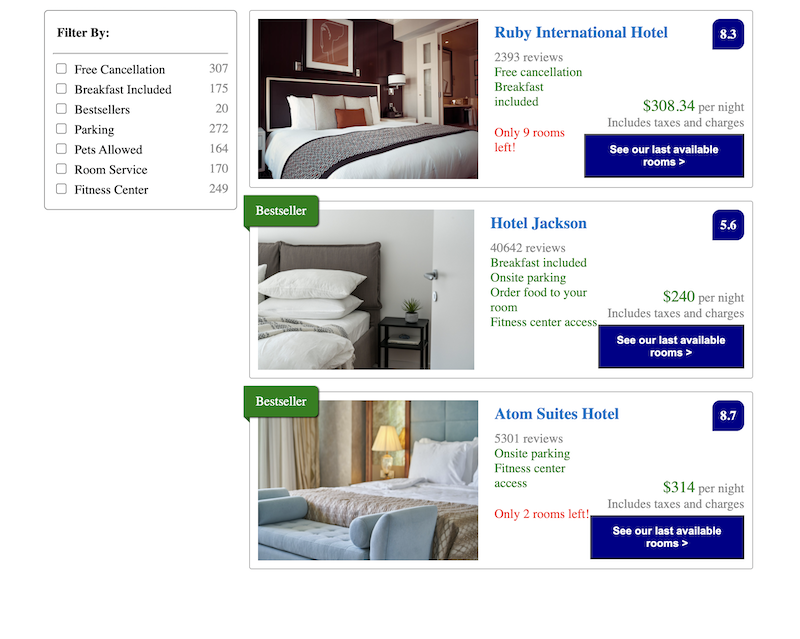 Filter By:
Free Cancellation 307
Breakfast Included 175
Bestsellers 20
Parking 272
Pets Allowed 164
Room Service 170
Fitness Center 249
Ruby International Hotel
8.3
2393 reviews
Free cancellation
Breakfast
included
Only 9 rooms
left!
$308.34 per night
Includes taxes and charges
See our last available
rooms >
Bestseller
Hotel Jackson
5.6
40642 reviews
Breakfast included
Onsite parking
Order food to your
room
Fitness center access
$240 per night
Includes taxes and charges
See our last available
rooms >
Bestseller
Atom Suites Hotel
8.7
5301 reviews
Onsite parking
Fitness center
access
Only 2 rooms left!
$314 per night
Includes taxes and charges
See our last available
rooms >